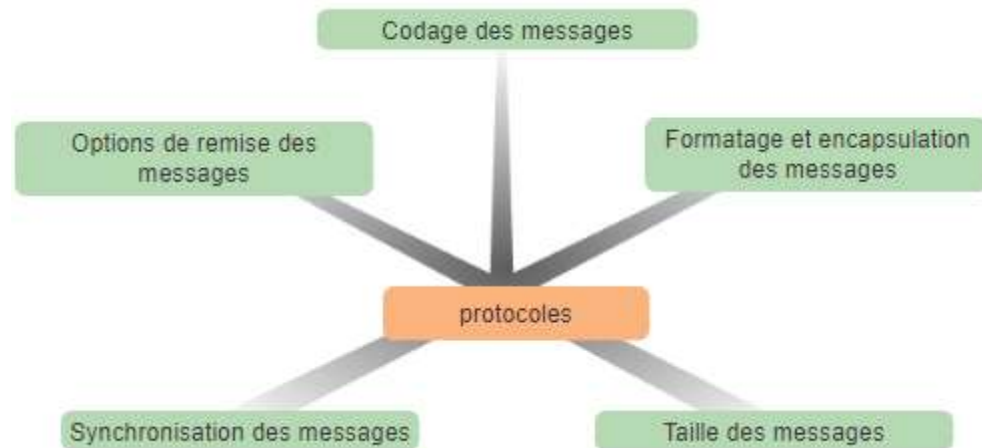 Codage des messages
Options de remise des
messages
Formatage et encapsulation
des messages
protocoles
Synchronisation des messages
Taille des messages